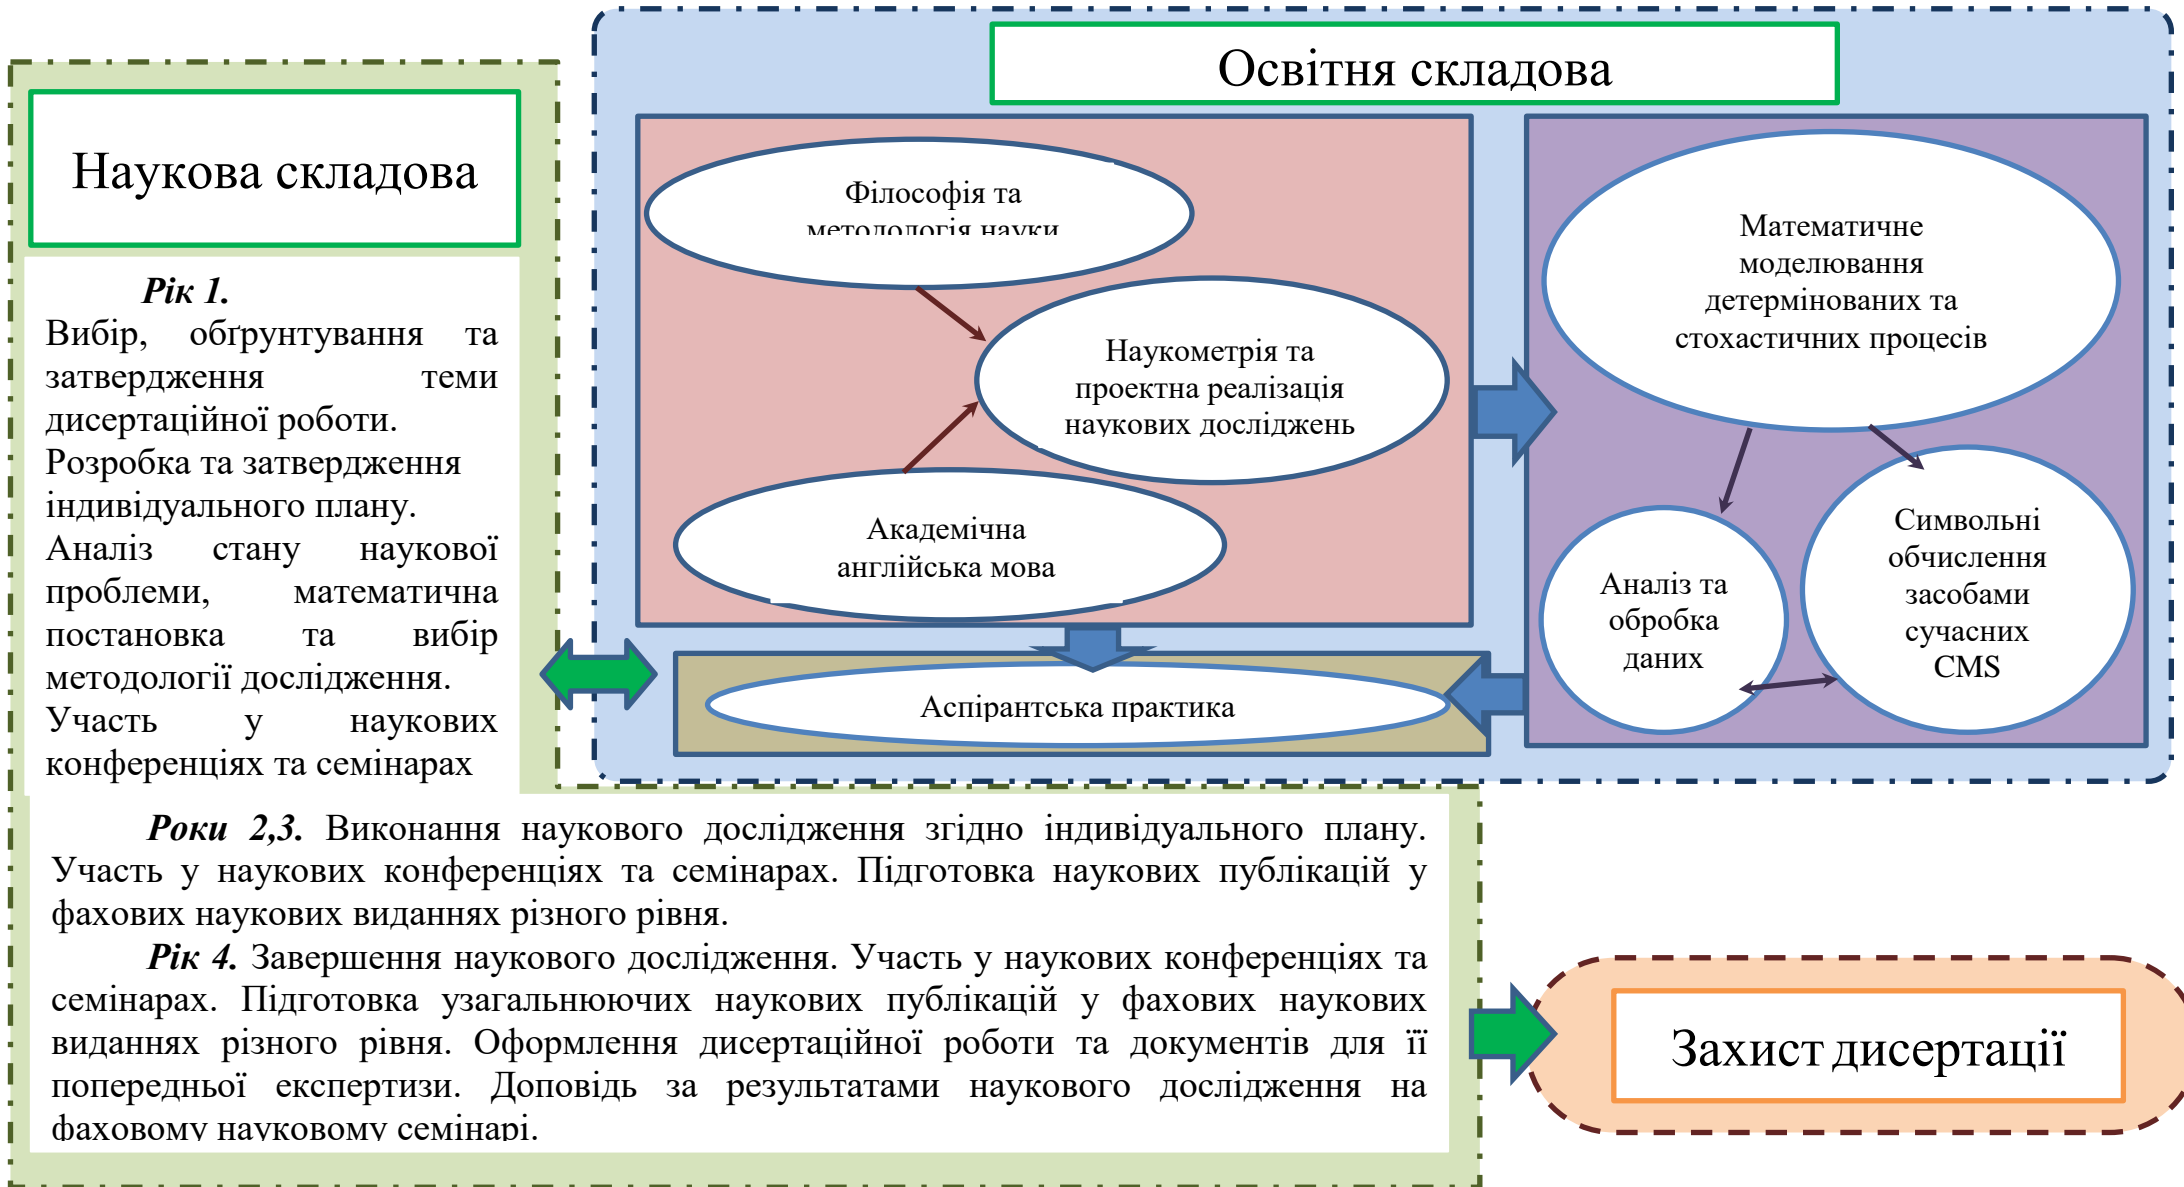 Освітня складова
Наукова складова
Рік 1.
Вибір, обґрунтування та
затвердження теми
дисертаційної роботи.
Розробка та затвердження
індивідуального плану.
Аналіз стану наукової
проблеми, математична
постановка та вибір
методології дослідження.
Участь у наукових
конференціях та семінарах
Філософія та
методологія науки
Наукометрія та
проектна реалізація
наукових досліджень
Академічна
англійська мова
Математичне
моделювання
детермінованих та
стохастичних процесів
Аналіз та
обробка
даних
Символьні
обчислення
засобами
сучасних
CMS
Аспірантська практика
Роки 2,3. Виконання наукового дослідження згідно індивідуального плану.
Участь у наукових конференціях та семінарах. Підготовка наукових публікацій у
фахових наукових виданнях різного рівня.
Рік 4. Завершення наукового дослідження. Участь у наукових конференціях та
семінарах. Підготовка узагальнюючих наукових публікацій у фахових наукових
виданнях різного рівня. Оформлення дисертаційної роботи та документів для її
попередньої експертизи. Доповідь за результатами наукового дослідження на
фаховому науковому семінарі.
Захист дисертації